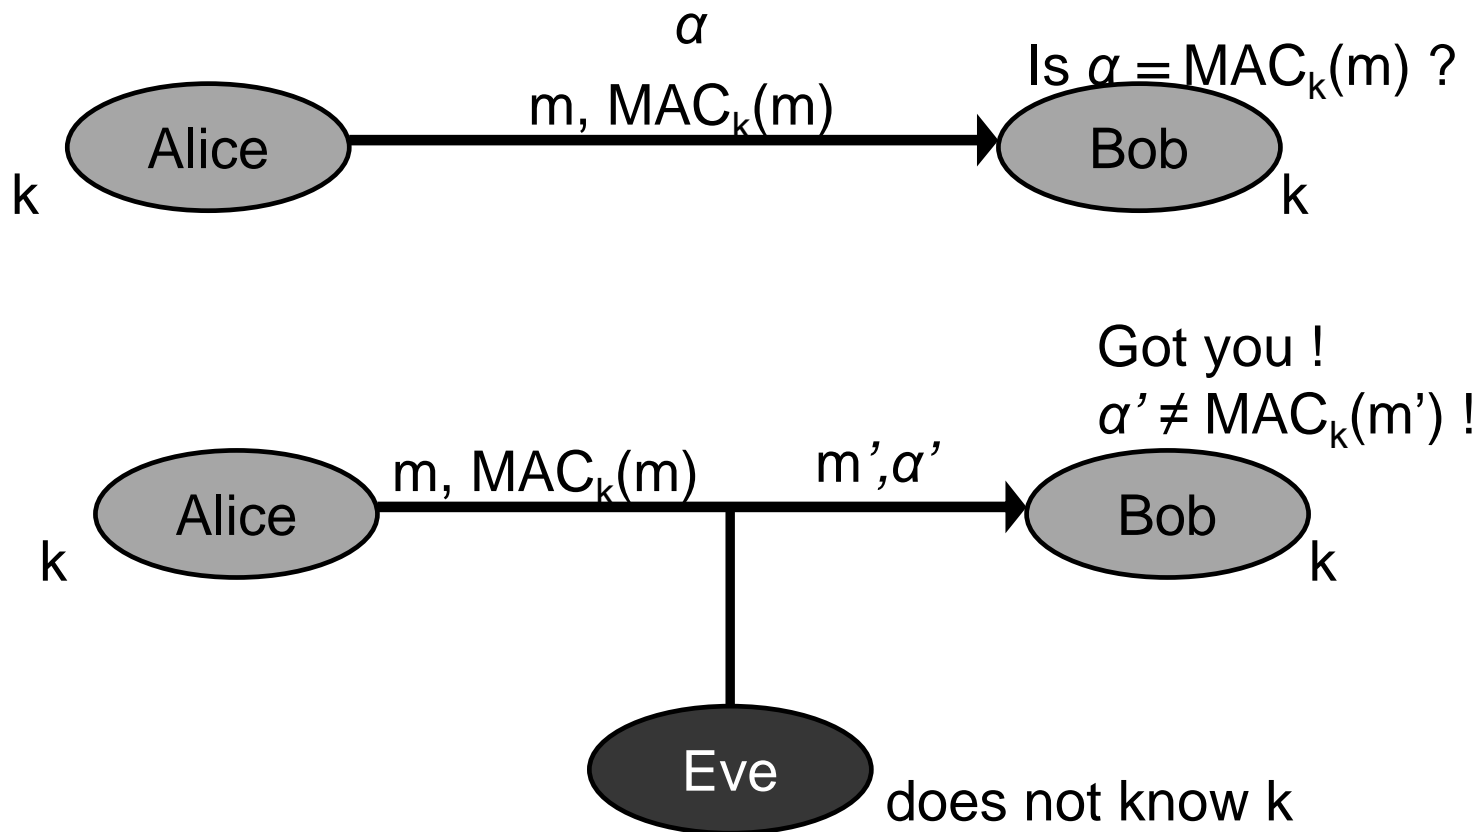 α
Is α = MACₖ(m) ?
m, MACₖ(m)
Alice
Bob
k
k
Got you !
α’ ≠ MACₖ(m’) !
m, MACₖ(m)
m’,α’
Alice
Bob
k
k
Eve
does not know k